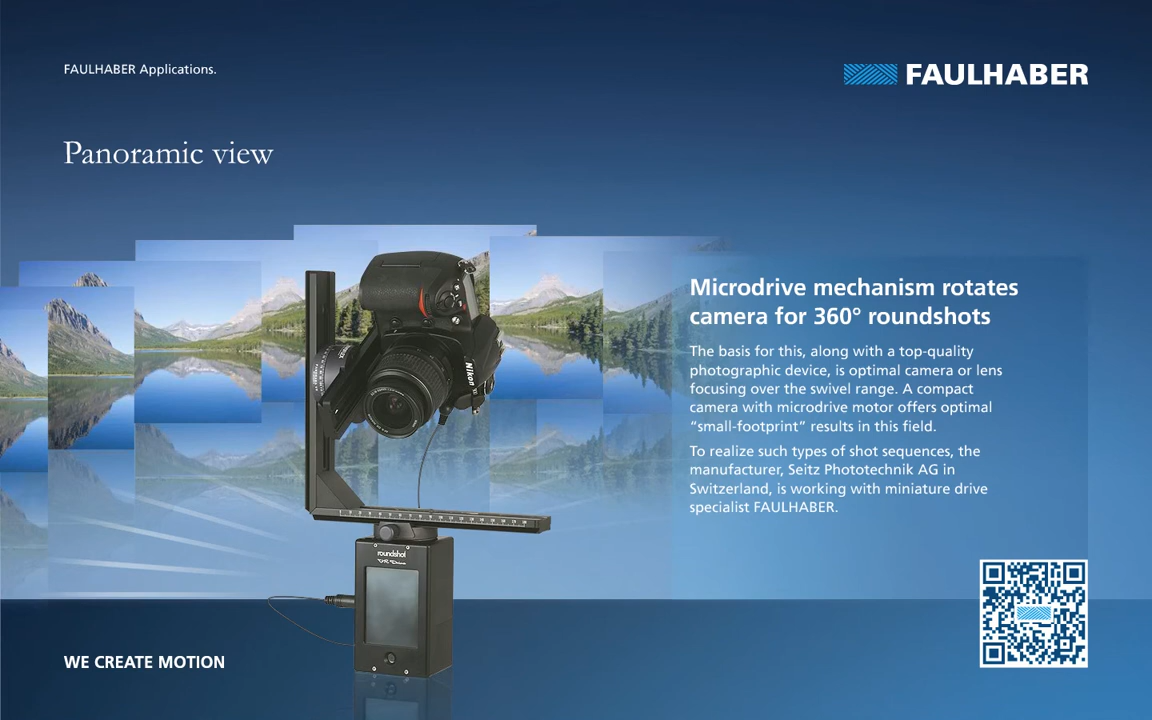 FAULHABER Applications.
FAULHABER
Panoramic view
Microdrive mechanism rotates
camera for 360° roundshots
The basis for this, along with a top-quality
photographic device, is optimal camera or lens
focusing over the swivel range. A compact
camera with microdrive motor offers optimal
“small-footprint” results in this field.
To realize such types of shot sequences, the
manufacturer, Seitz Phototechnik AG in
Switzerland, is working with miniature drive
specialist FAULHABER.
Nikon
roundshot
WE CREATE MOTION